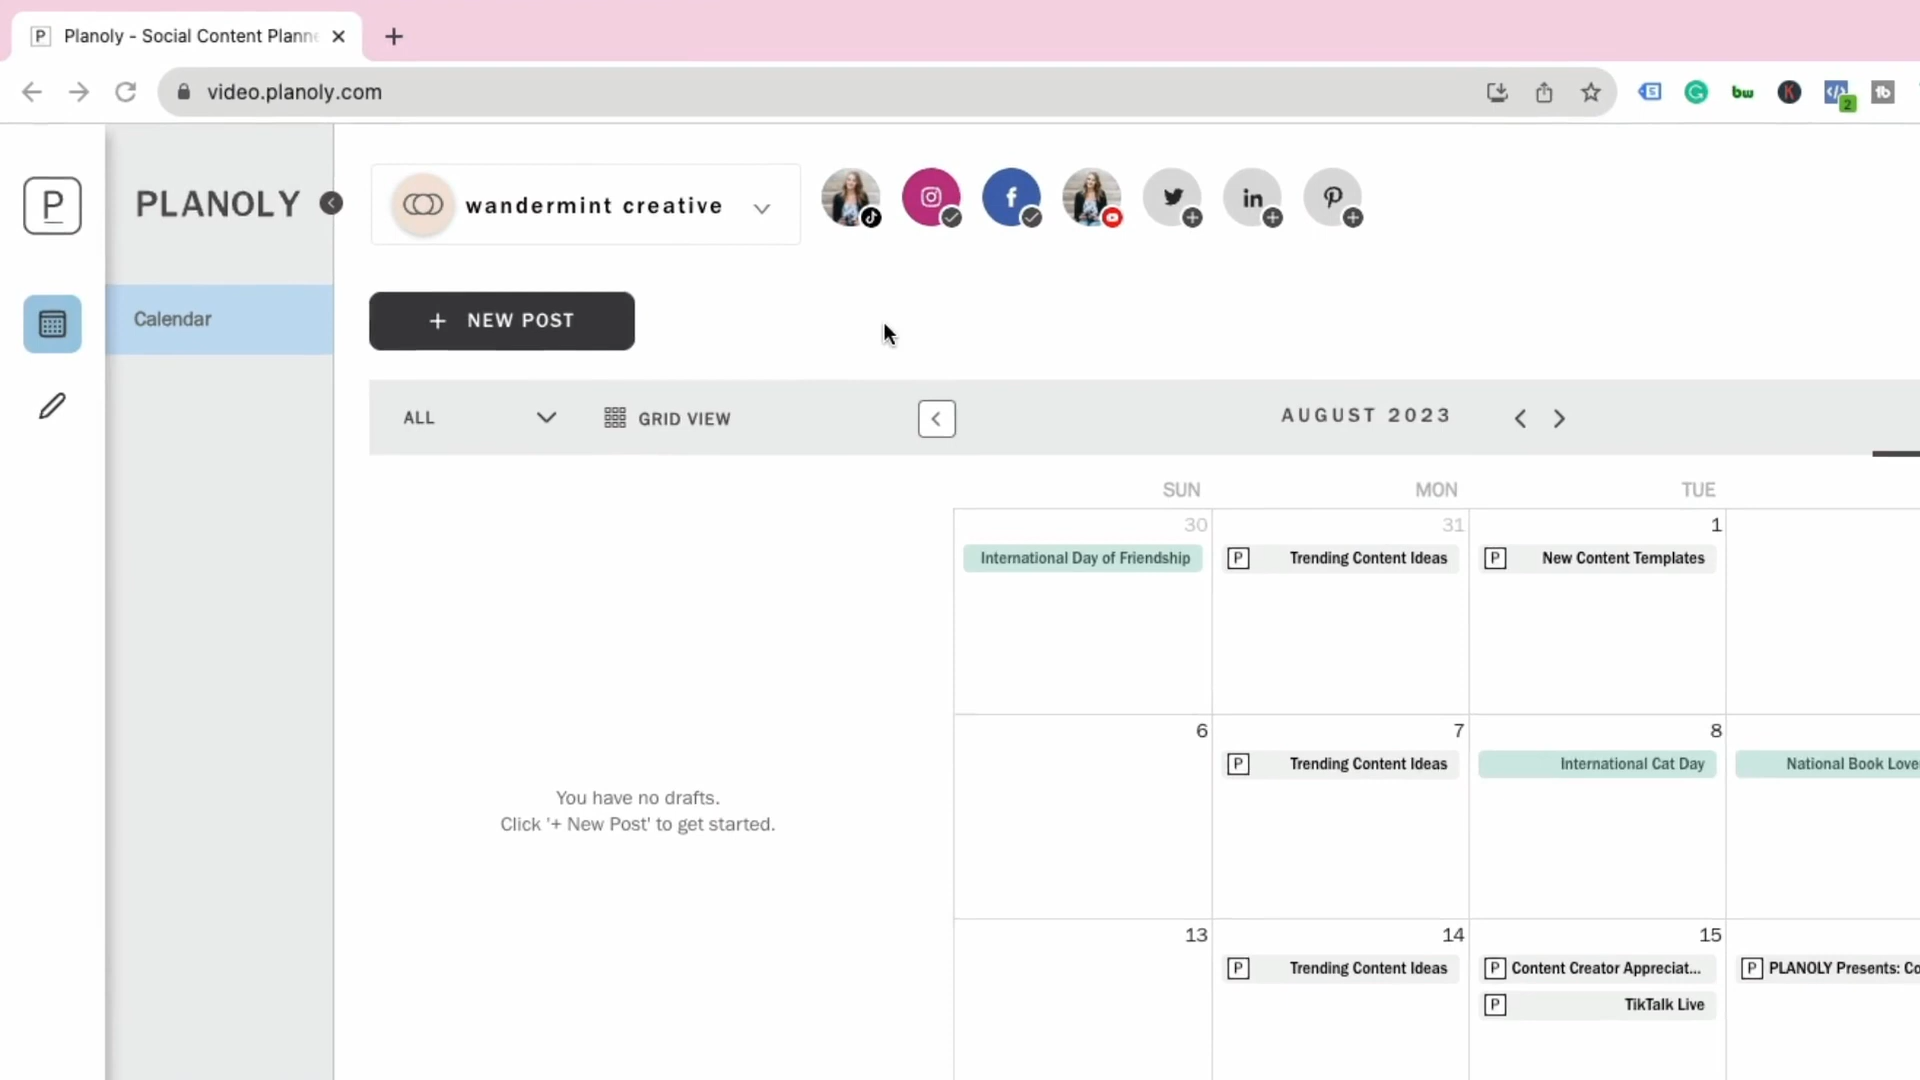 Planoly - Social Content Plann
video.planoly.com
PLANOLY
wandermint creative
+ NEW POST
Calendar
ALL
GRID VIEW
AUGUST 2023
SUN MON TUE
30 31 1
International Day of Friendship
P Trending Content Ideas
P New Content Templates
6 7 8
P Trending Content Ideas
International Cat Day
National Book Love
You have no drafts.
Click '+ New Post' to get started.
13 14 15
P Trending Content Ideas
P Content Creator Appreciat...
P PLANOLY Presents: Co
P TikTalk Live